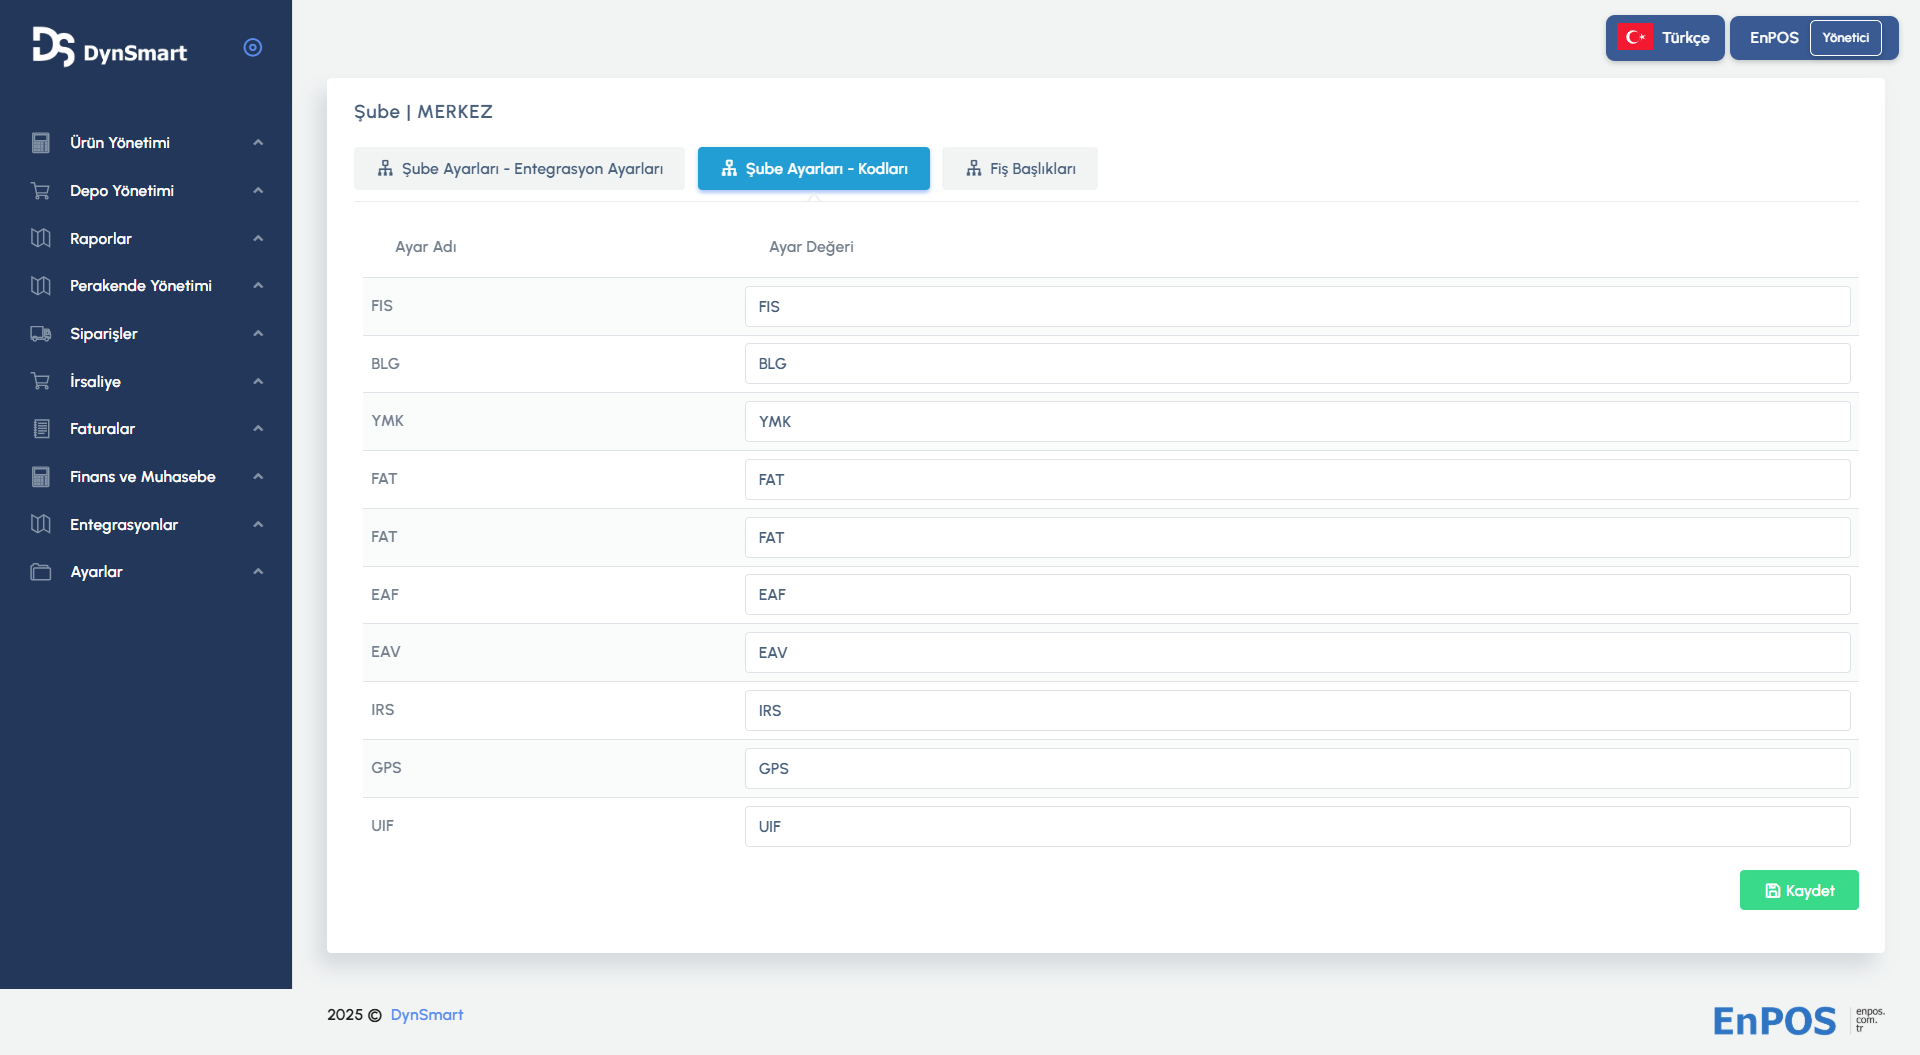 DS DynSmart
Türkçe
EnPOS Yönetici
Ürün Yönetimi
Depo Yönetimi
Raporlar
Perakende Yönetimi
Siparişler
İrsaliye
Faturalar
Finans ve Muhasebe
Entegrasyonlar
Ayarlar
Şube | MERKEZ
Şube Ayarları - Entegrasyon Ayarları
Şube Ayarları - Kodları
Fiş Başlıkları
Ayar Adı Ayar Değeri
FIS FIS
BLG BLG
YMK YMK
FAT FAT
FAT FAT
EAF EAF
EAV EAV
IRS IRS
GPS GPS
UIF UIF
Kaydet
2025 © DynSmart
EnPOS
enpos.
com.
tr